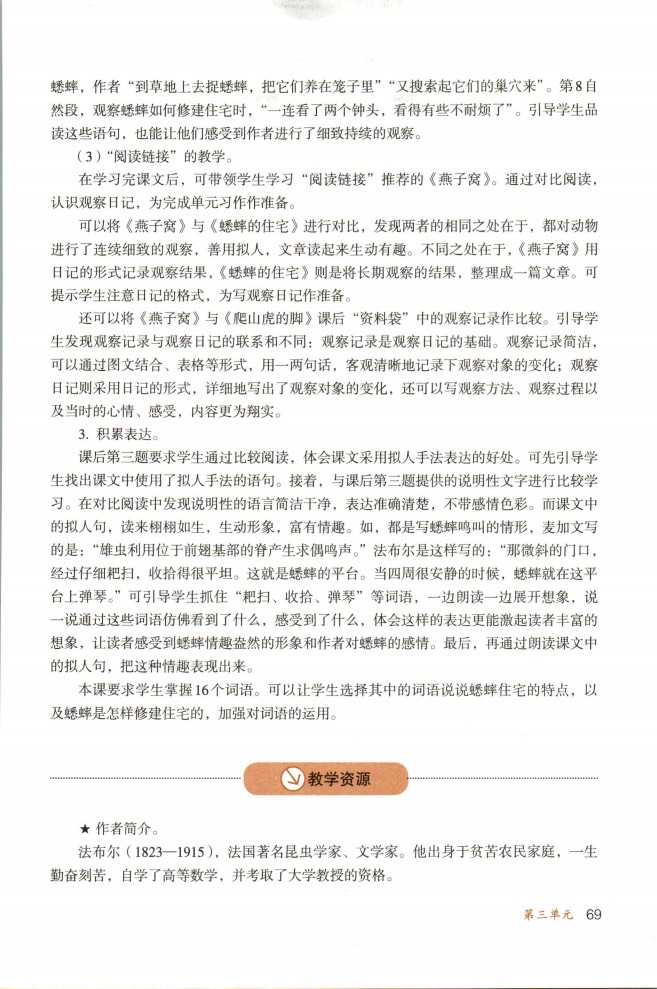 蟋蟀，作者“到草地上去捉蟋蟀，把它们养在笼子里”“又搜索起它们的巢穴来”。第8自
然段，观察蟋蟀如何修建住宅时，“一连看了两个钟头，看得有些不耐烦了”。引导学生品
读这些语句，也能让他们感受到作者进行了细致持续的观察。
（3）“阅读链接”的教学。
在学习完课文后，可带领学生学习“阅读链接”推荐的《燕子窝》。通过对比阅读，
认识观察日记，为完成单元习作作准备。
可以将《燕子窝》与《蟋蟀的住宅》进行对比，发现两者的相同之处在于，都对动物
进行了连续细致的观察，善用拟人，文章读起来生动有趣。不同之处在于，《燕子窝》用
日记的形式记录观察结果，《蟋蟀的住宅》则是将长期观察的结果，整理成一篇文章。可
提示学生注意日记的格式，为写观察日记作准备。
还可以将《燕子窝》与《爬山虎的脚》课后“资料袋”中的观察记录作比较。引导学
生发现观察记录与观察日记的联系和不同：观察记录是观察日记的基础。观察记录简洁，
可以通过图文结合、表格等形式，用一两句话，客观清晰地记录下观察对象的变化；观察
日记则采用日记的形式，详细地写出了观察对象的变化，还可以写观察方法、观察过程以
及当时的心情、感受，内容更为翔实。
3. 积累表达。
课后第三题要求学生通过比较阅读，体会课文采用拟人手法表达的好处。可先引导学
生找出课文中使用了拟人手法的语句。接着，与课后第三题提供的说明性文字进行比较学
习。在对比阅读中发现说明性的语言简洁干净，表达准确清楚，不带感情色彩。而课文中
的拟人句，读来栩栩如生，生动形象，富有情趣。如，都是写蟋蟀鸣叫的情形，麦加文写
的是：“雄虫利用位于前翅基部的脊产生求偶鸣声。”法布尔是这样写的：“那微斜的门口，
经过仔细耙扫，收拾得很平坦。这就是蟋蟀的平台。当四周很安静的时候，蟋蟀就在这平
台上弹琴。”可引导学生抓住“耙扫、收拾、弹琴”等词语，一边朗读一边展开想象，说
一说通过这些词语仿佛看到了什么，感受到了什么，体会这样的表达更能激起读者丰富的
想象，让读者感受到蟋蟀情趣盎然的形象和作者对蟋蟀的感情。最后，再通过朗读课文中
的拟人句，把这种情趣表现出来。
本课要求学生掌握16个词语。可以让学生选择其中的词语说说蟋蟀住宅的特点，以
及蟋蟀是怎样修建住宅的，加强对词语的运用。
教学资源
★ 作者简介。
法布尔（1823—1915），法国著名昆虫学家、文学家。他出身于贫苦农民家庭，一生
勤奋刻苦，自学了高等数学，并考取了大学教授的资格。
第三单元 69